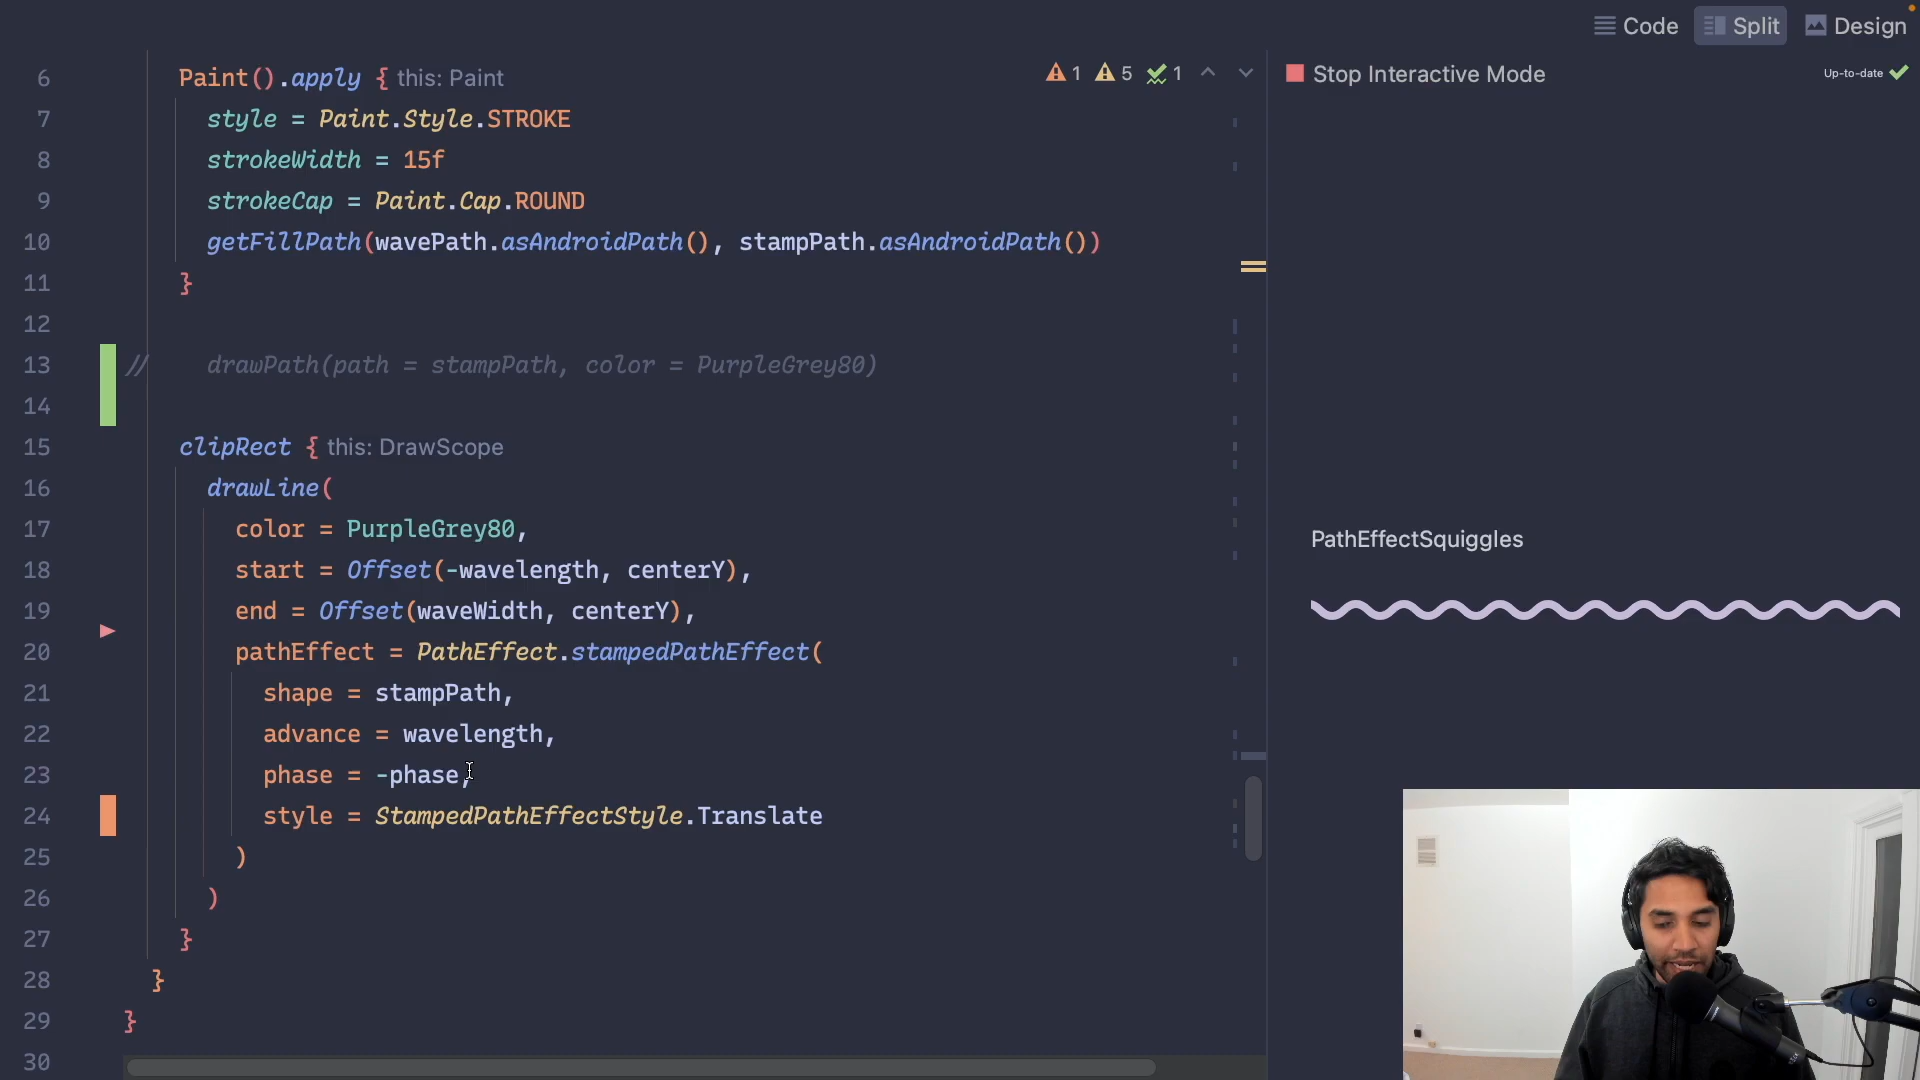 Code Split Design
6 Paint().apply { this: Paint
1 5 1
Stop Interactive Mode
Up-to-date
7 style = Paint.Style.STROKE
8 strokeWidth = 15f
9 strokeCap = Paint.Cap.ROUND
10 getFillPath(wavePath.asAndroidPath(), stampPath.asAndroidPath())
11 }
12
13 // drawPath(path = stampPath, color = PurpleGrey80)
14
15 clipRect { this: DrawScope
16 drawLine(
17 color = PurpleGrey80,
18 start = Offset(-wavelength, centerY),
19 end = Offset(waveWidth, centerY),
20 pathEffect = PathEffect.stampedPathEffect(
21 shape = stampPath,
22 advance = wavelength,
23 phase = -phase,
24 style = StampedPathEffectStyle.Translate
25 )
26 )
27 }
28 }
29 }
30
PathEffectSquiggles